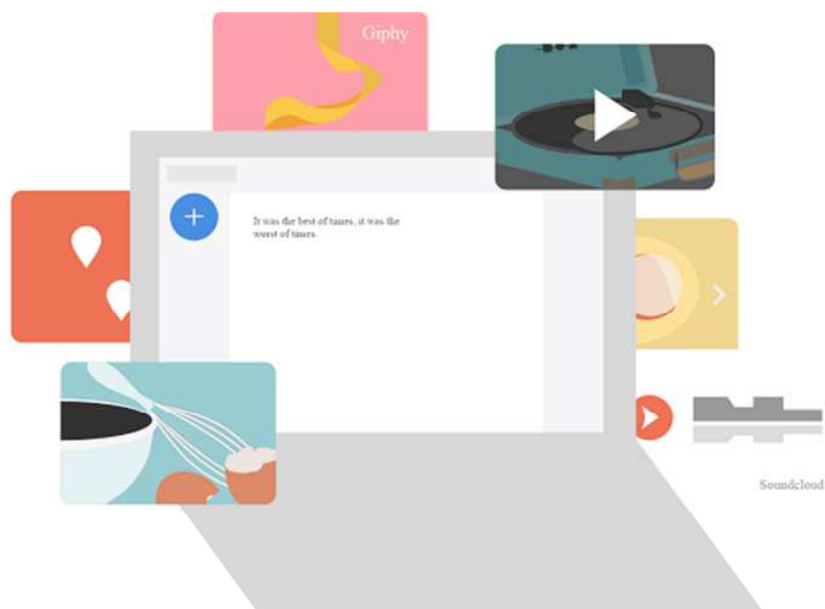 Giphy
It was the best of times, it was the
worst of times.
Soundcloud